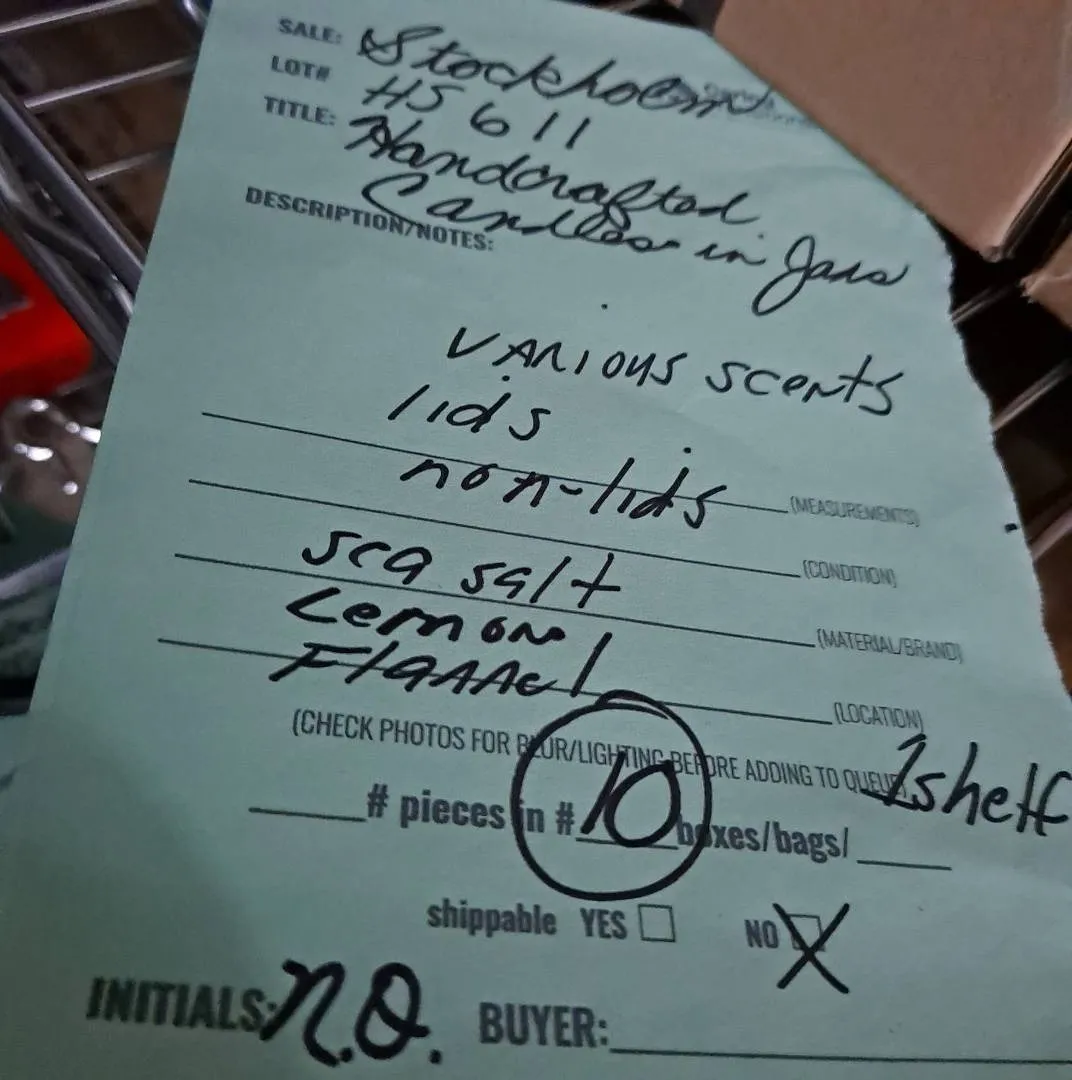 SALE: Stockholm
LOT# HS 611
TITLE: Handcrafted
Candles in Jars
DESCRIPTION/NOTES:
VARIOUS SCENTS
lids
non-lids (MEASUREMENTS)
(CONDITION)
sea salt
(MATERIAL/BRAND)
Lemon
Flannel (LOCATION)
(CHECK PHOTOS FOR BLUR/LIGHTING BEFORE ADDING TO QUEUE)
1 shelf
# pieces in # 10 boxes/bags/
shippable YES NO X
INITIALS: N.O. BUYER: